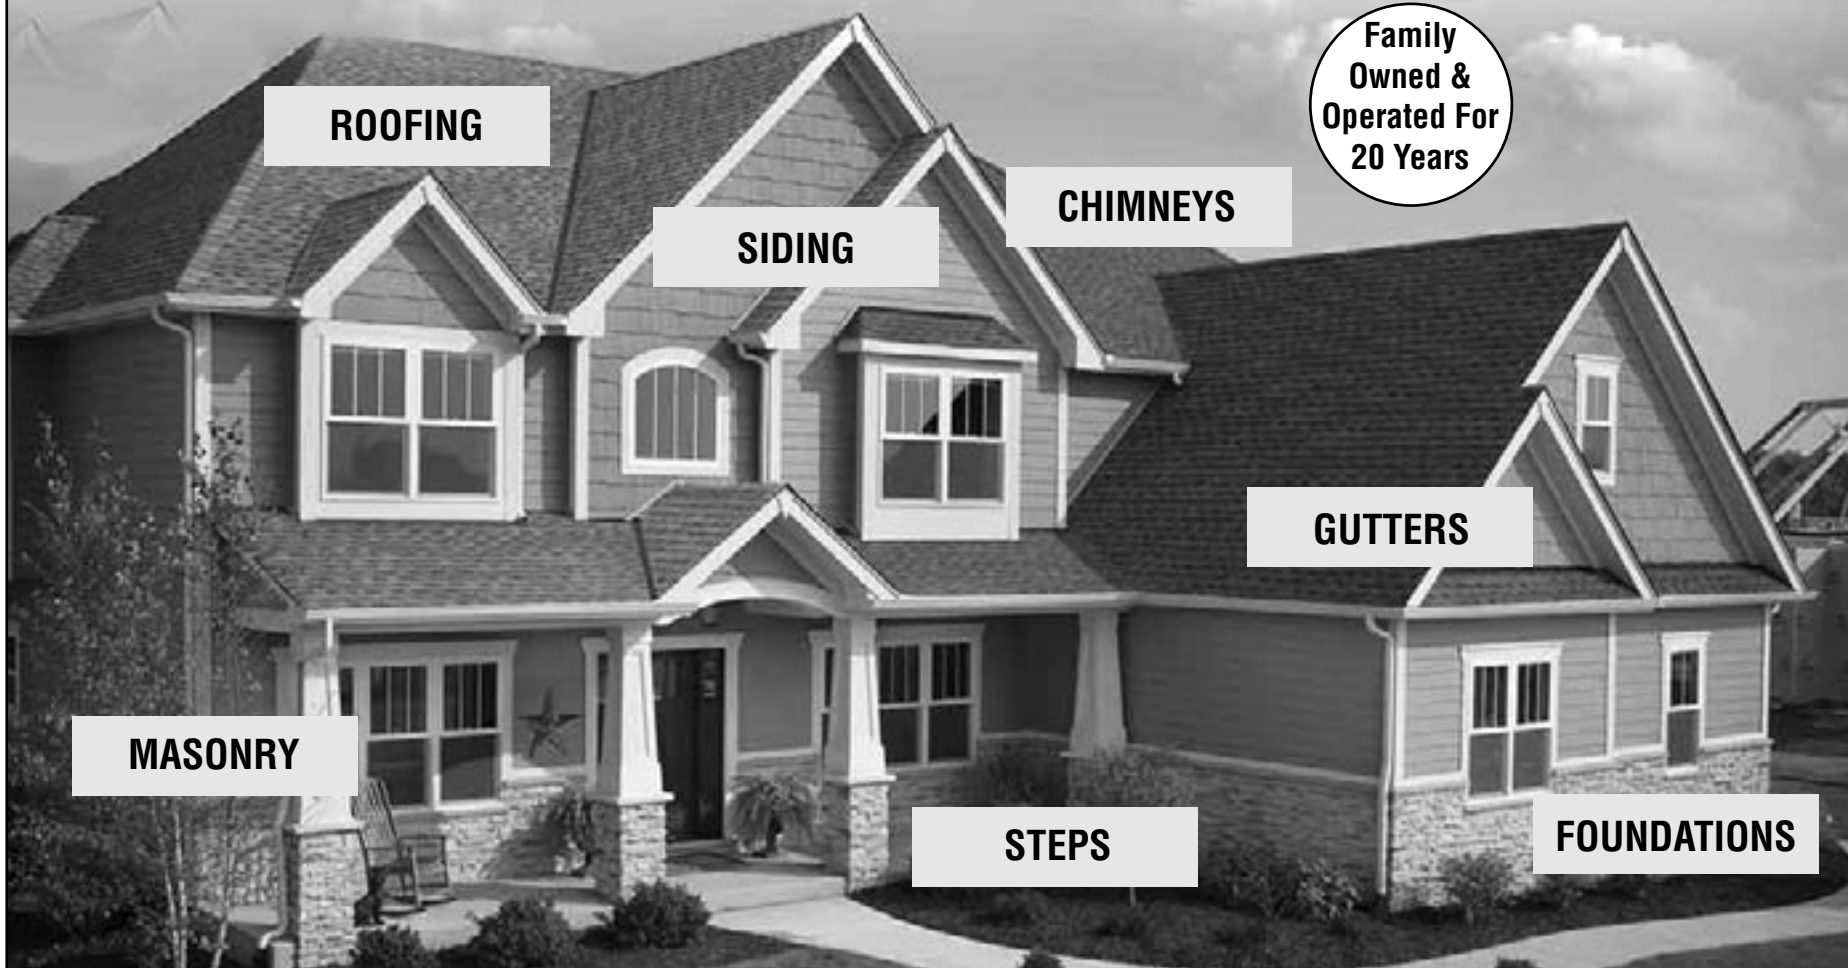 Family
Owned &
Operated For
20 Years
ROOFING
CHIMNEYS
SIDING
GUTTERS
MASONRY
STEPS
FOUNDATIONS